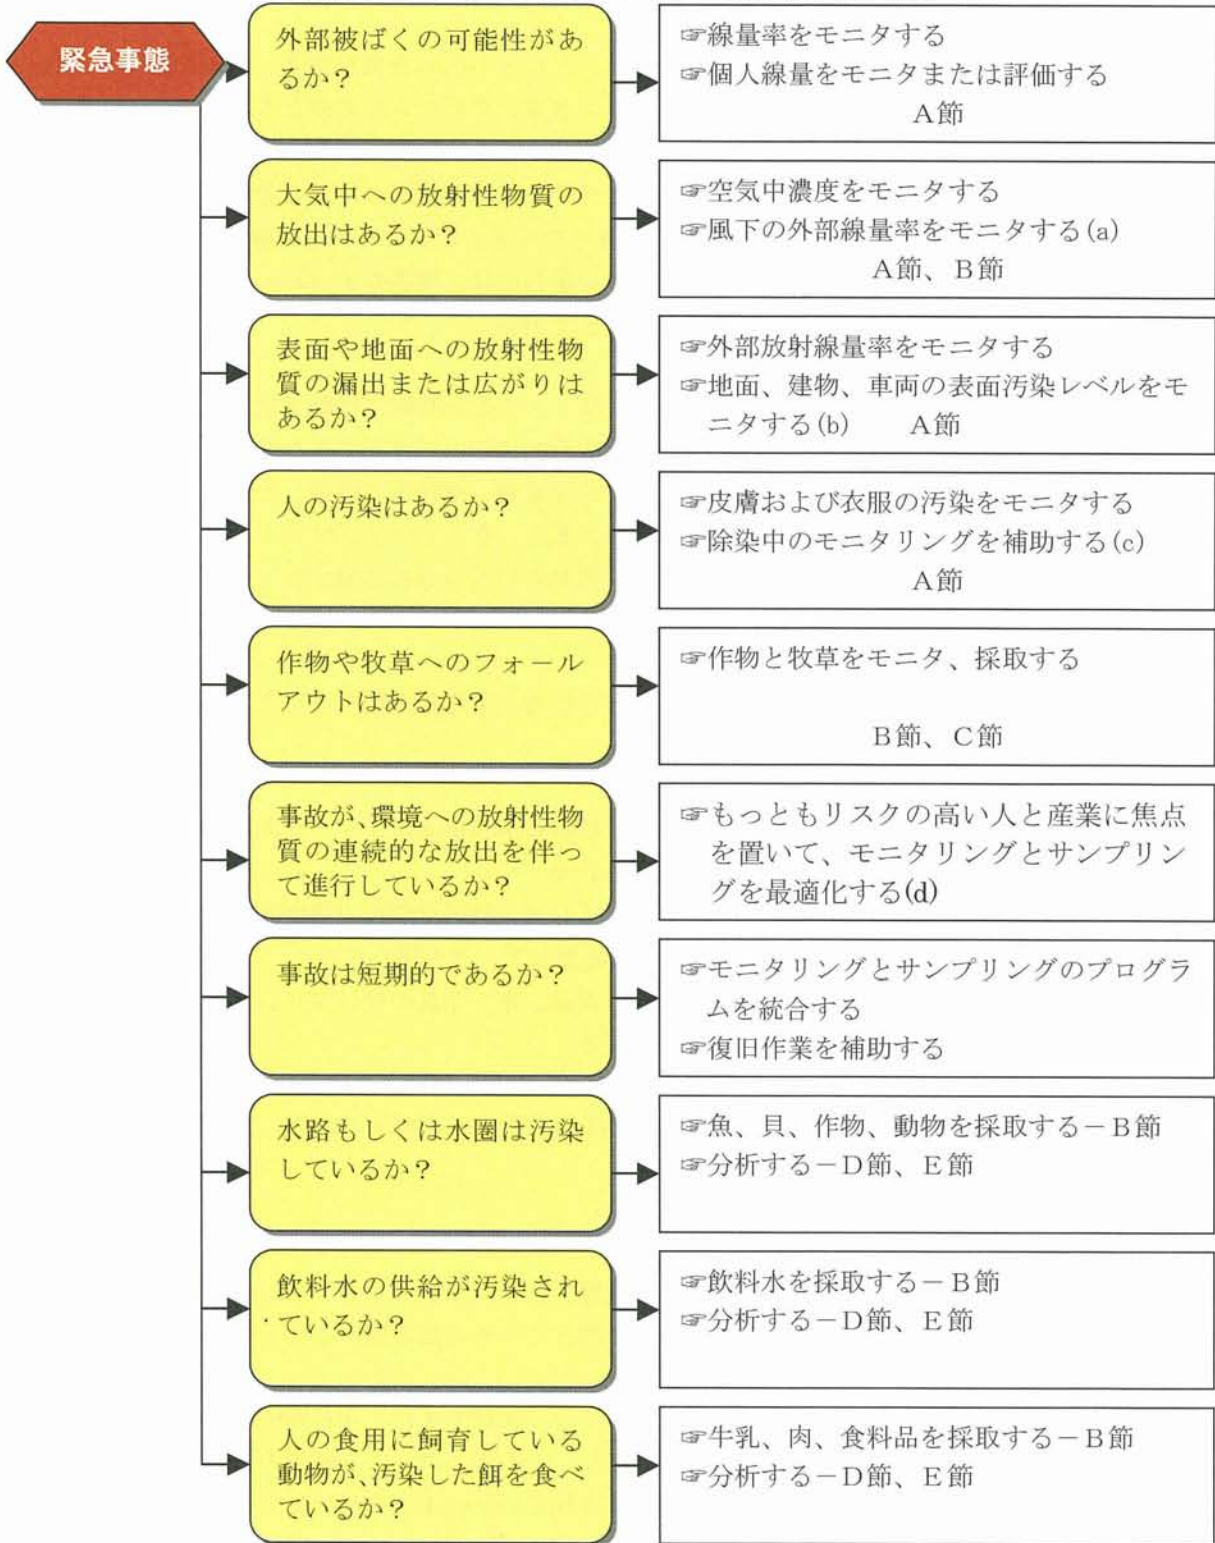 緊急事態
外部被ばくの可能性があ
るか？
☞線量率をモニタする
☞個人線量をモニタまたは評価する
A節
大気中への放射性物質の
放出はあるか？
☞空気中濃度をモニタする
☞風下の外部線量率をモニタする(a)
A節、B節
表面や地面への放射性物
質の漏出または広がりは
あるか？
☞外部放射線量率をモニタする
☞地面、建物、車両の表面汚染レベルをモ
ニタする(b)　　A節
人の汚染はあるか？
☞皮膚および衣服の汚染をモニタする
☞除染中のモニタリングを補助する(c)
A節
作物や牧草へのフォール
アウトはあるか？
☞作物と牧草をモニタ、採取する
B節、C節
事故が、環境への放射性物
質の連続的な放出を伴っ
て進行しているか？
☞もっともリスクの高い人と産業に焦点
を置いて、モニタリングとサンプリン
グを最適化する(d)
事故は短期的であるか？
☞モニタリングとサンプリングのプログラ
ムを統合する
☞復旧作業を補助する
水路もしくは水圏は汚染
しているか？
☞魚、貝、作物、動物を採取する－B節
☞分析する－D節、E節
飲料水の供給が汚染され
ているか？
☞飲料水を採取する－B節
☞分析する－D節、E節
人の食用に飼育している
動物が、汚染した餌を食べ
ているか？
☞牛乳、肉、食料品を採取する－B節
☞分析する－D節、E節